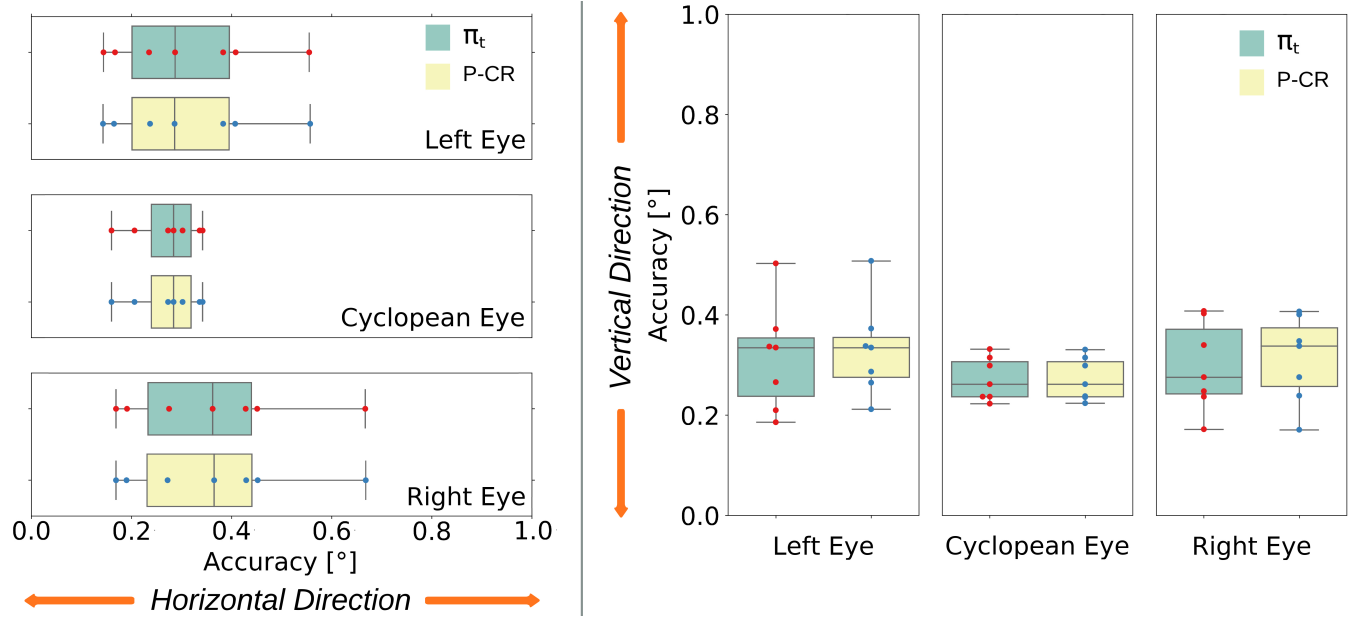 πt
P-CR
Left Eye
Cyclopean Eye
Right Eye
0.0 0.2 0.4 0.6 0.8 1.0
Accuracy [°]
Horizontal Direction
Vertical Direction
Accuracy [°]
1.0
0.8
0.6
0.4
0.2
0.0
πt
P-CR
Left Eye Cyclopean Eye Right Eye